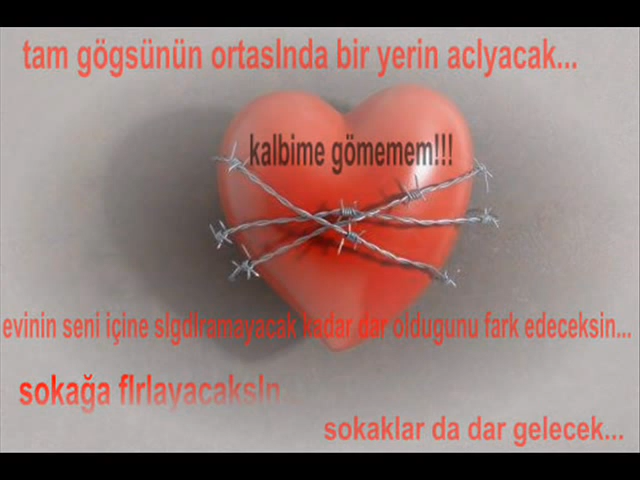 tam gögsünün ortasInda bir yerin acIyacak...
kalbime gömemem!!!
evinin seni içine sIgdIramayacak kadar dar oldugunu fark edeceksin...
sokağa fIrlayacaksIn
sokaklar da dar gelecek...